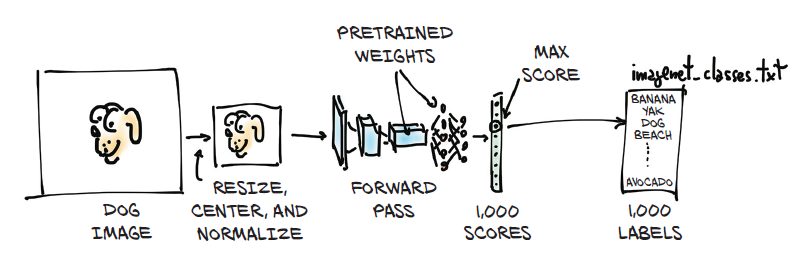 PRETRAINED
WEIGHTS
MAX
SCORE
imagenet_classes.txt
BANANA
YAK
DOG
BEACH
AVOCADO
DOG
IMAGE
RESIZE,
CENTER, AND
NORMALIZE
FORWARD
PASS
1,000
SCORES
1,000
LABELS